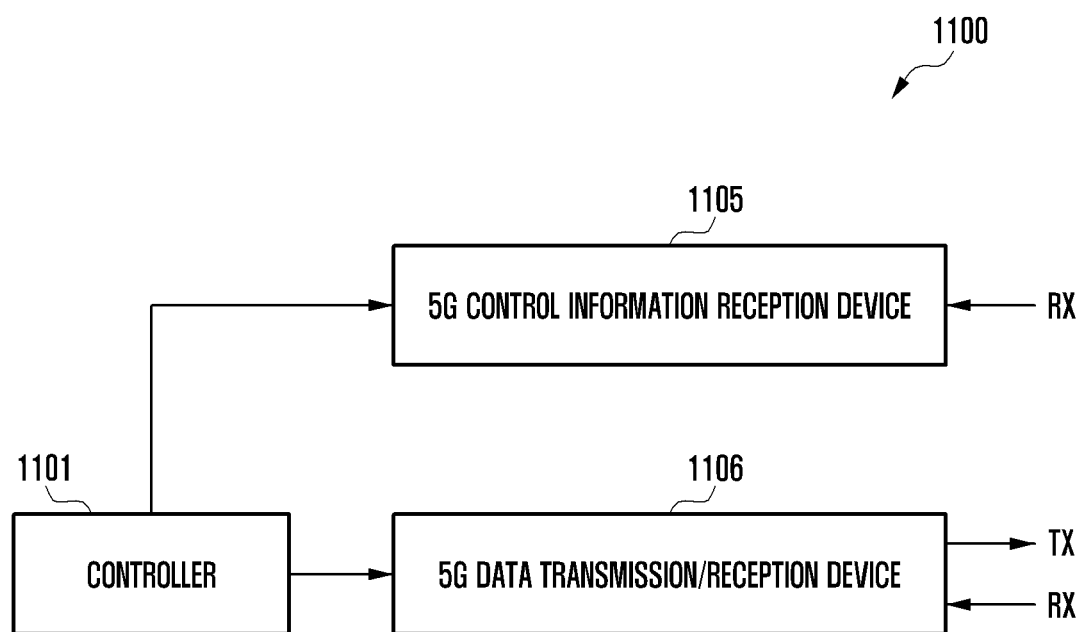 1100
1105
5G CONTROL INFORMATION RECEPTION DEVICE
RX
1101
1106
CONTROLLER
5G DATA TRANSMISSION/RECEPTION DEVICE
TX
RX